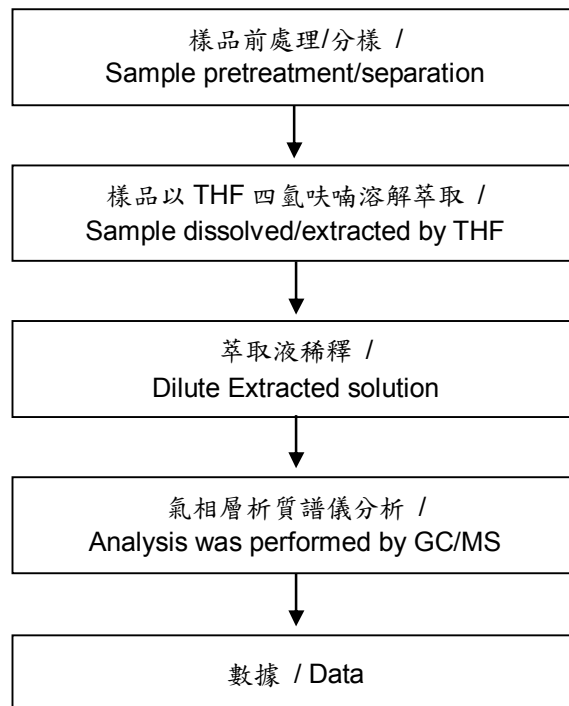 樣品前處理/分樣 /
Sample pretreatment/separation
樣品以 THF 四氫呋喃溶解萃取 /
Sample dissolved/extracted by THF
萃取液稀釋 /
Dilute Extracted solution
氣相層析質譜儀分析 /
Analysis was performed by GC/MS
數據 / Data